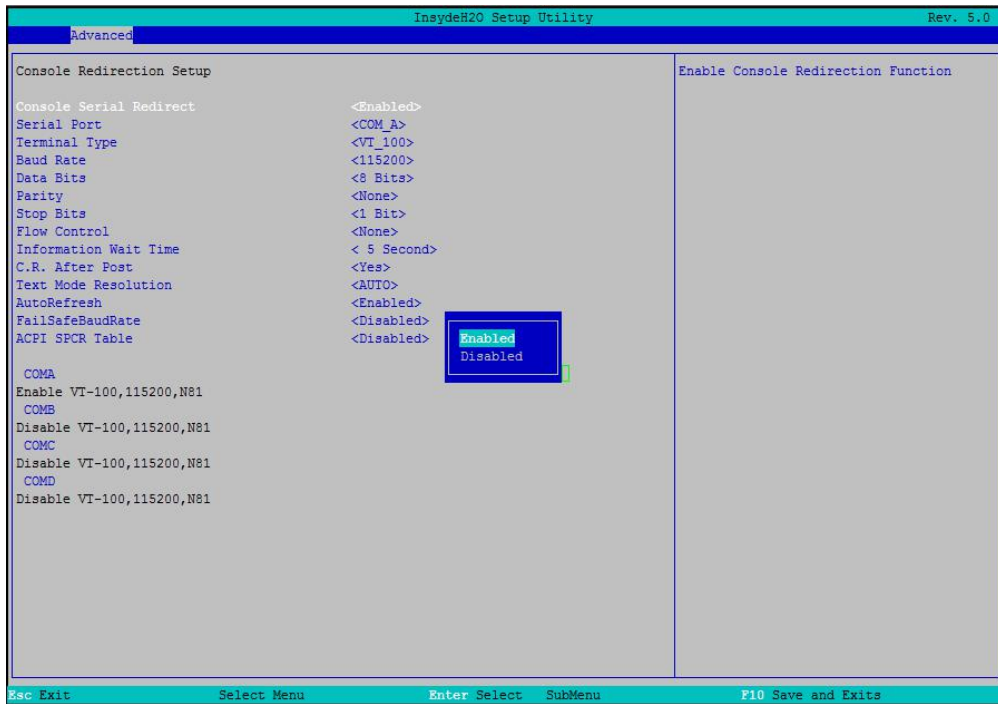 InsydeH20 Setup Utility Rev. 5.0
Advanced
Console Redirection Setup
Enable Console Redirection Function
Console Serial Redirect <Enabled>
Serial Port <COM_A>
Terminal Type <VT_100>
Baud Rate <115200>
Data Bits <8 Bits>
Parity <None>
Stop Bits <1 Bit>
Flow Control <None>
Information Wait Time < 5 Second>
C.R. After Post <Yes>
Text Mode Resolution <AUTO>
AutoRefresh <Enabled>
FailSafeBaudRate <Disabled>
ACPI SPCR Table <Disabled>
Enabled
Disabled
COMA
Enable VT-100,115200,N81
COMB
Disable VT-100,115200,N81
COMC
Disable VT-100,115200,N81
COMD
Disable VT-100,115200,N81
Esc Exit Select Menu Enter Select SubMenu F10 Save and Exits